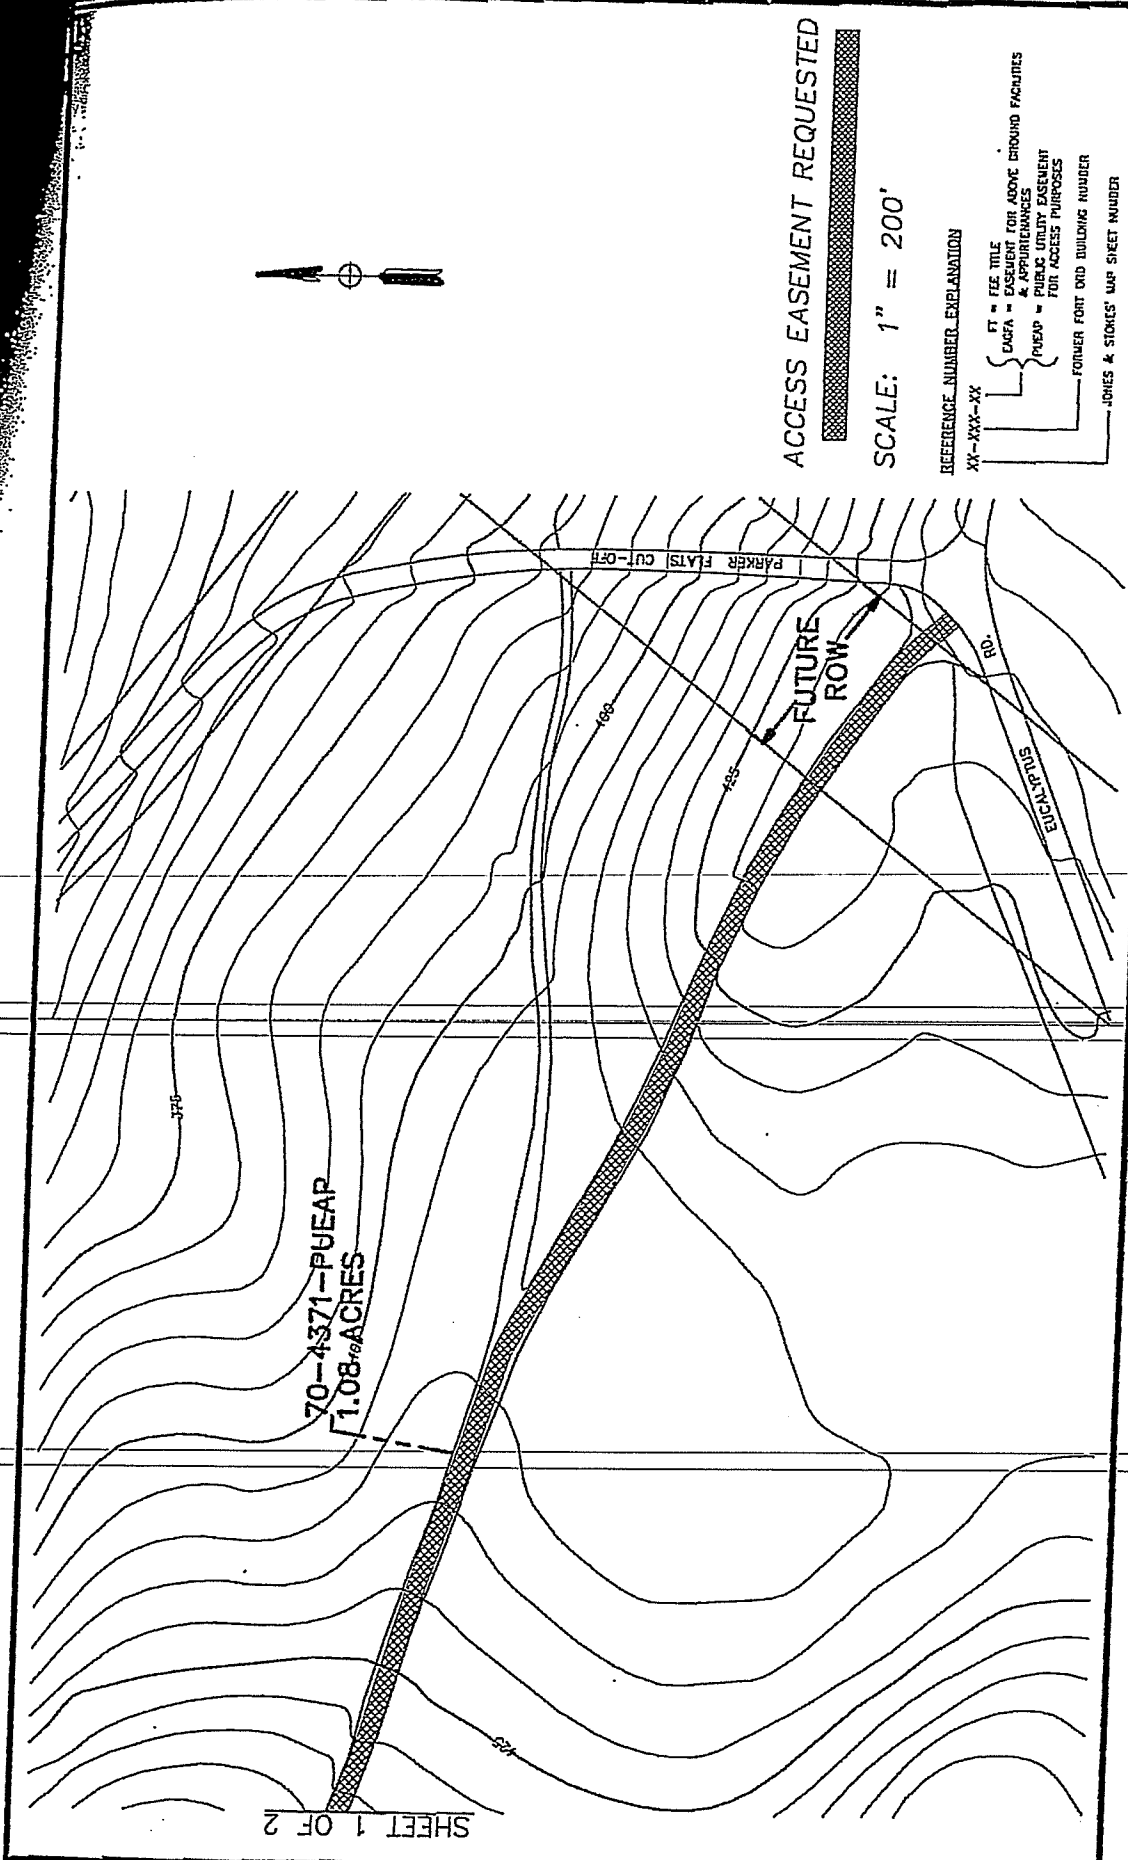 ACCESS EASEMENT REQUESTED
SCALE: 1" = 200'
REFERENCE NUMBER EXPLANATION
XX-XXX-XX
FT = FEE TITLE
EAGFA = EASEMENT FOR ABOVE GROUND FACILITIES
& APPURTENANCES
PUEAP = PUBLIC UTILITY EASEMENT
FOR ACCESS PURPOSES
FORMER FORT ORD BUILDING NUMBER
JONES & STOKES' MAP SHEET NUMBER
PARKER FLATS CUT-OFF
FUTURE
ROW
EUCALYPTUS RD.
400
425
375
70-4371-PUEAP
1.08 ACRES
425
SHEET 1 OF 2